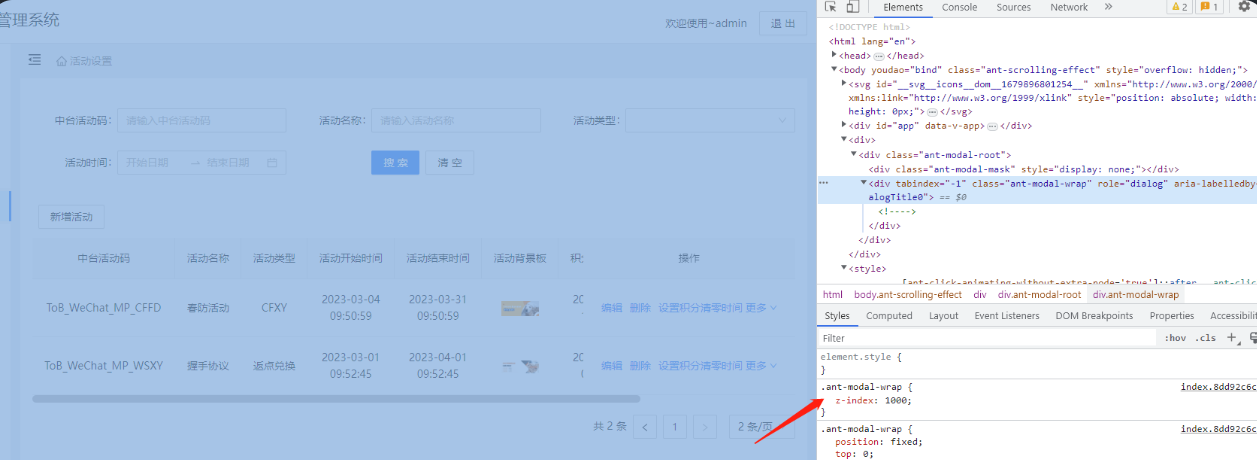 管理系统
欢迎使用~admin
退 出
活动设置
中台活动码: 请输入中台活动码
活动名称: 请输入活动名称
活动类型:
活动时间: 开始日期 → 结束日期
搜 索
清 空
新增活动
中台活动码 活动名称 活动类型 活动开始时间 活动结束时间 活动背景板 积 操作
ToB_WeChat_MP_CFFD 春防活动 CFXY 2023-03-04 09:50:59 2023-03-31 09:50:59 20 0 编辑 删除 设置积分清零时间 更多
ToB_WeChat_MP_WSXY 握手协议 返点兑换 2023-03-01 09:52:45 2023-04-01 09:52:45 20 0 编辑 删除 设置积分清零时间 更多
共 2 条 < 1 > 2 条/页
Elements Console Sources Network » 2 1
<!DOCTYPE html>
<html lang="en">
<head>…</head>
<body youdao="bind" class="ant-scrolling-effect" style="overflow: hidden;">
<svg id="__svg__icons__dom__1679896801254__" xmlns="http://www.w3.org/2000/
xmlns:link="http://www.w3.org/1999/xlink" style="position: absolute; width:
height: 0px;">…</svg>
<div id="app" data-v-app>…</div>
<div>
<div class="ant-modal-root">
<div class="ant-modal-mask" style="display: none;"></div>
… <div tabindex="-1" class="ant-modal-wrap" role="dialog" aria-labelledby
alogTitle0"> == $0
<!---->
</div>
</div>
</div>
<style>
[ant-click-animating-without-extra-node='true']::after, .ant-clic
html body.ant-scrolling-effect div div.ant-modal-root div.ant-modal-wrap
Styles Computed Layout Event Listeners DOM Breakpoints Properties Accessibili
Filter :hov .cls +
element.style {
}
.ant-modal-wrap { index.8dd92c6c
z-index: 1000;
}
.ant-modal-wrap { index.8dd92c6c
position: fixed;
top: 0;